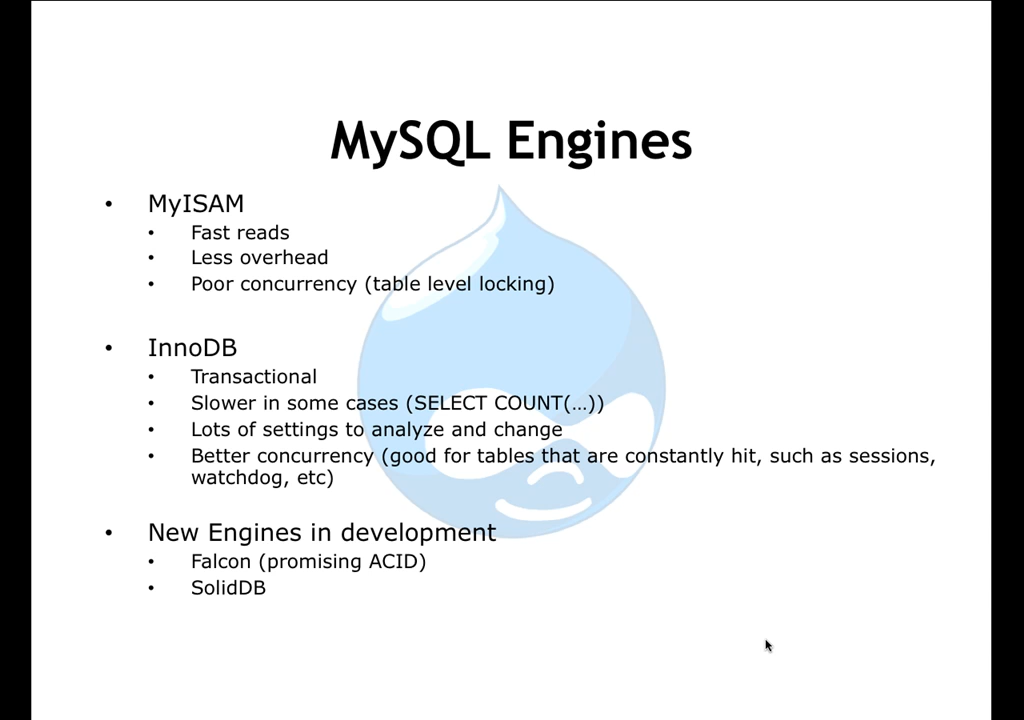 MySQL Engines
• MyISAM
• Fast reads
• Less overhead
• Poor concurrency (table level locking)
• InnoDB
• Transactional
• Slower in some cases (SELECT COUNT(…))
• Lots of settings to analyze and change
• Better concurrency (good for tables that are constantly hit, such as sessions,
watchdog, etc)
• New Engines in development
• Falcon (promising ACID)
• SolidDB